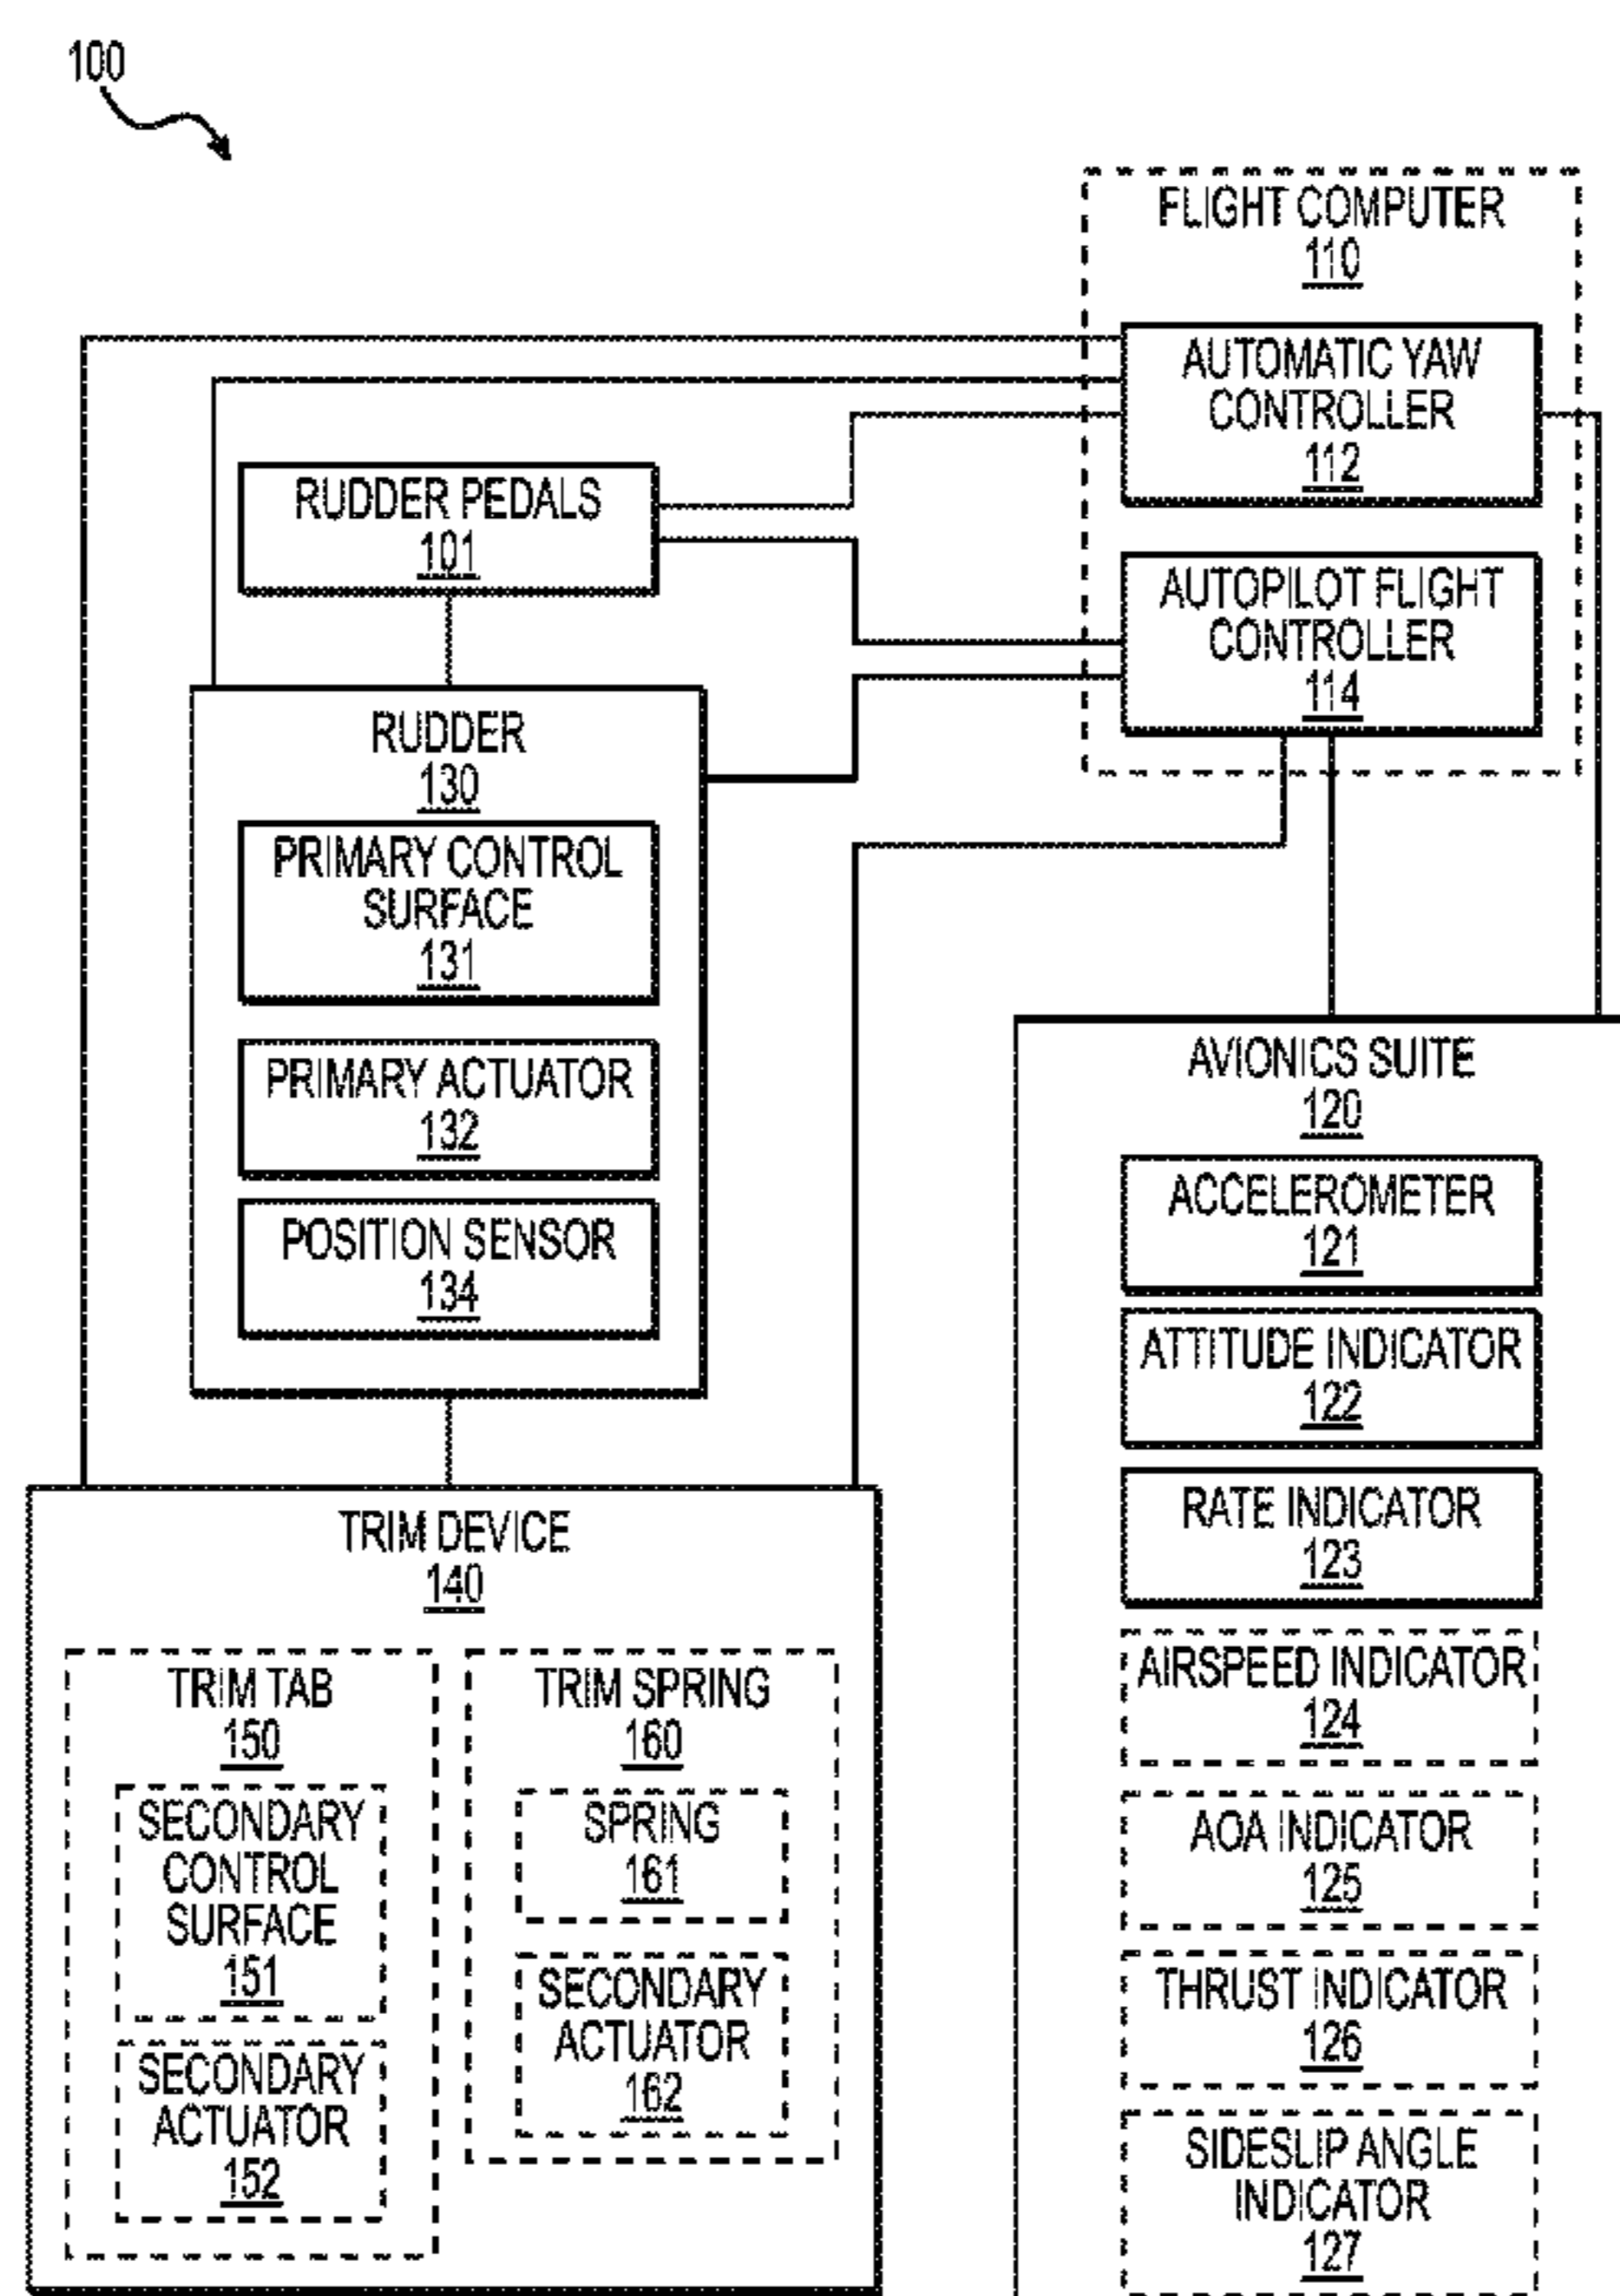 100
FLIGHT COMPUTER
110
AUTOMATIC YAW
CONTROLLER
112
AUTOPILOT FLIGHT
CONTROLLER
114
RUDDER PEDALS
101
RUDDER
130
PRIMARY CONTROL
SURFACE
131
PRIMARY ACTUATOR
132
POSITION SENSOR
134
TRIM DEVICE
140
TRIM TAB
150
SECONDARY
CONTROL
SURFACE
151
SECONDARY
ACTUATOR
152
TRIM SPRING
160
SPRING
161
SECONDARY
ACTUATOR
162
AVIONICS SUITE
120
ACCELEROMETER
121
ATTITUDE INDICATOR
122
RATE INDICATOR
123
AIRSPEED INDICATOR
124
AOA INDICATOR
125
THRUST INDICATOR
126
SIDESLIP ANGLE
INDICATOR
127